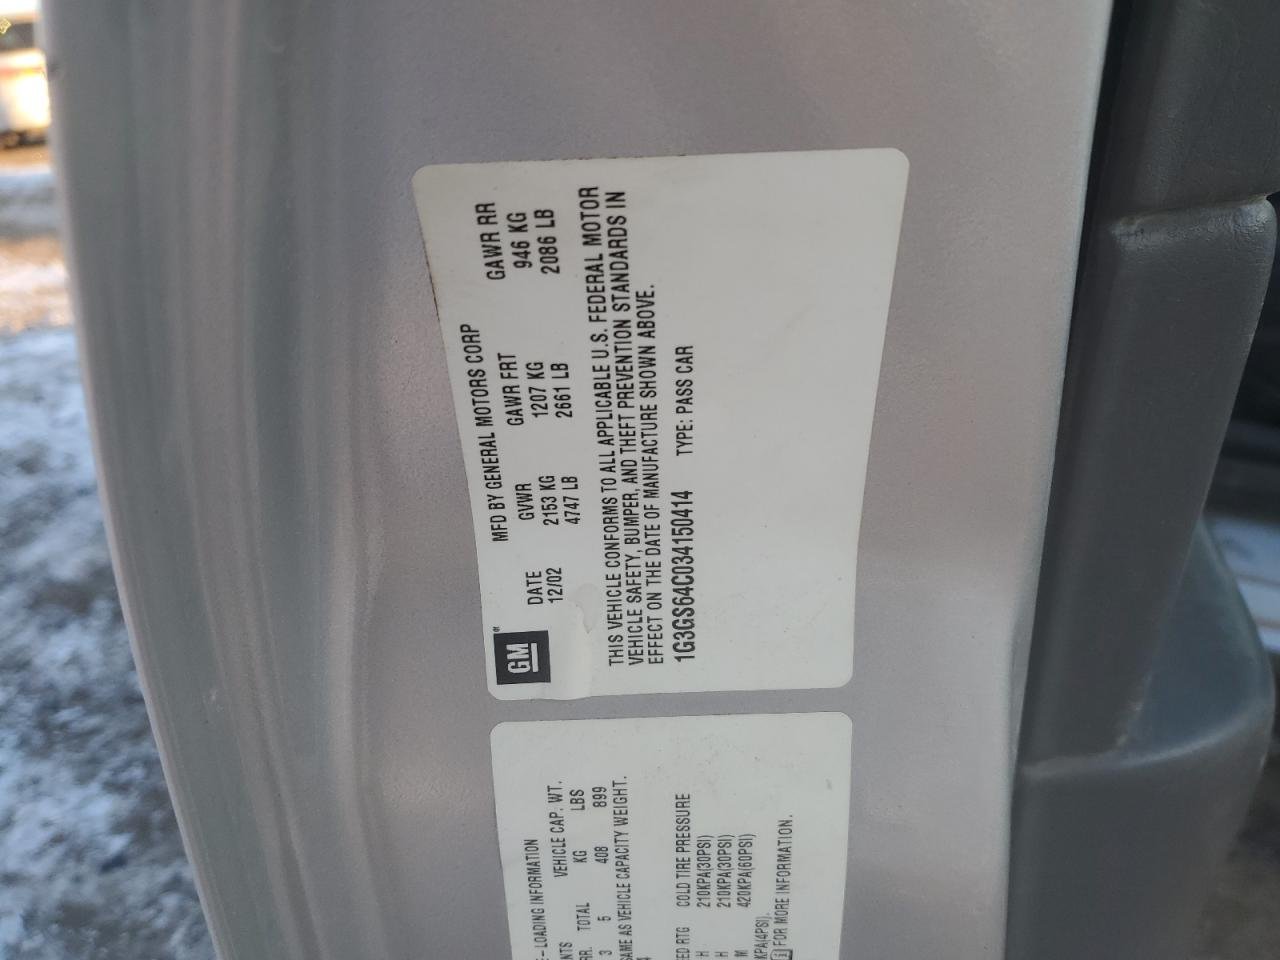 MFD BY GENERAL MOTORS CORP
DATE GVWR GAWR FRT GAWR RR
12/02 2153 KG 1207 KG 946 KG
4747 LB 2661 LB 2086 LB
GM
THIS VEHICLE CONFORMS TO ALL APPLICABLE U.S. FEDERAL MOTOR
VEHICLE SAFETY, BUMPER, AND THEFT PREVENTION STANDARDS IN
EFFECT ON THE DATE OF MANUFACTURE SHOWN ABOVE.
1G3GS64C034150414 TYPE: PASS CAR
LOADING INFORMATION
VEHICLE CAP. WT.
RR. TOTAL KG LBS
3 5 408 899
SAME AS VEHICLE CAPACITY WEIGHT.
RTG COLD TIRE PRESSURE
H 210KPA(30PSI)
H 210KPA(30PSI)
M 420KPA(60PSI)
KPA(4PSI).
FOR MORE INFORMATION.